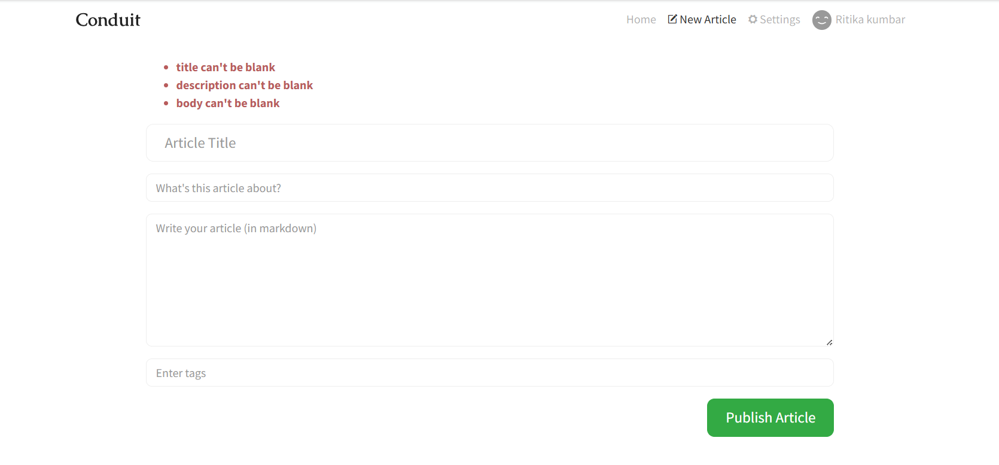 Conduit
Home New Article Settings Ritika kumbar
title can't be blank
description can't be blank
body can't be blank
Article Title
What's this article about?
Write your article (in markdown)
Enter tags
Publish Article